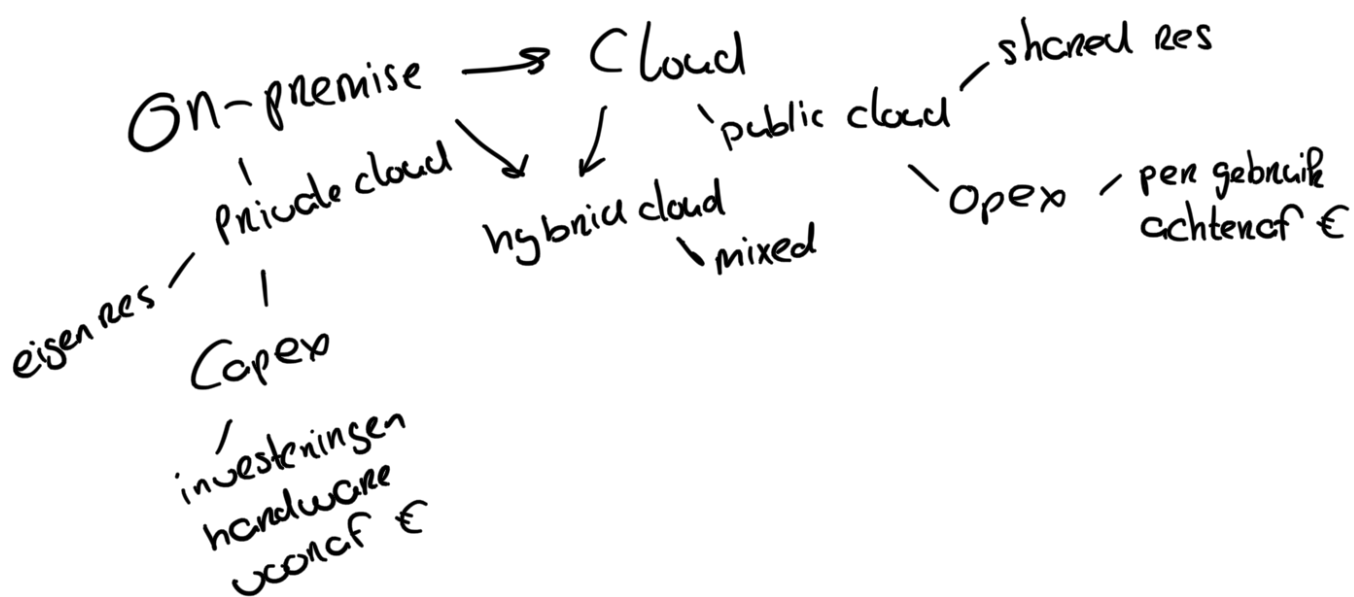 On-premise → Cloud
shared res
public cloud
private cloud
hybrid cloud
mixed
opex
per gebruik
achteraf €
eigen res
Capex
investeringen
hardware
vooraf €